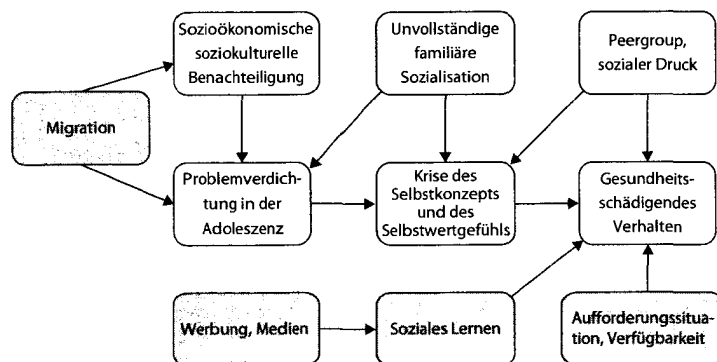 Sozioökonomische
soziokulturelle
Benachteiligung
Unvollständige
familiäre
Sozialisation
Peergroup,
sozialer Druck
Migration
Problemverdich-
tung in der
Adoleszenz
Krise des
Selbstkonzepts
und des
Selbstwertgefühls
Gesundheits-
schädigendes
Verhalten
Werbung, Medien
Soziales Lernen
Aufforderungssitua-
tion, Verfügbarkeit